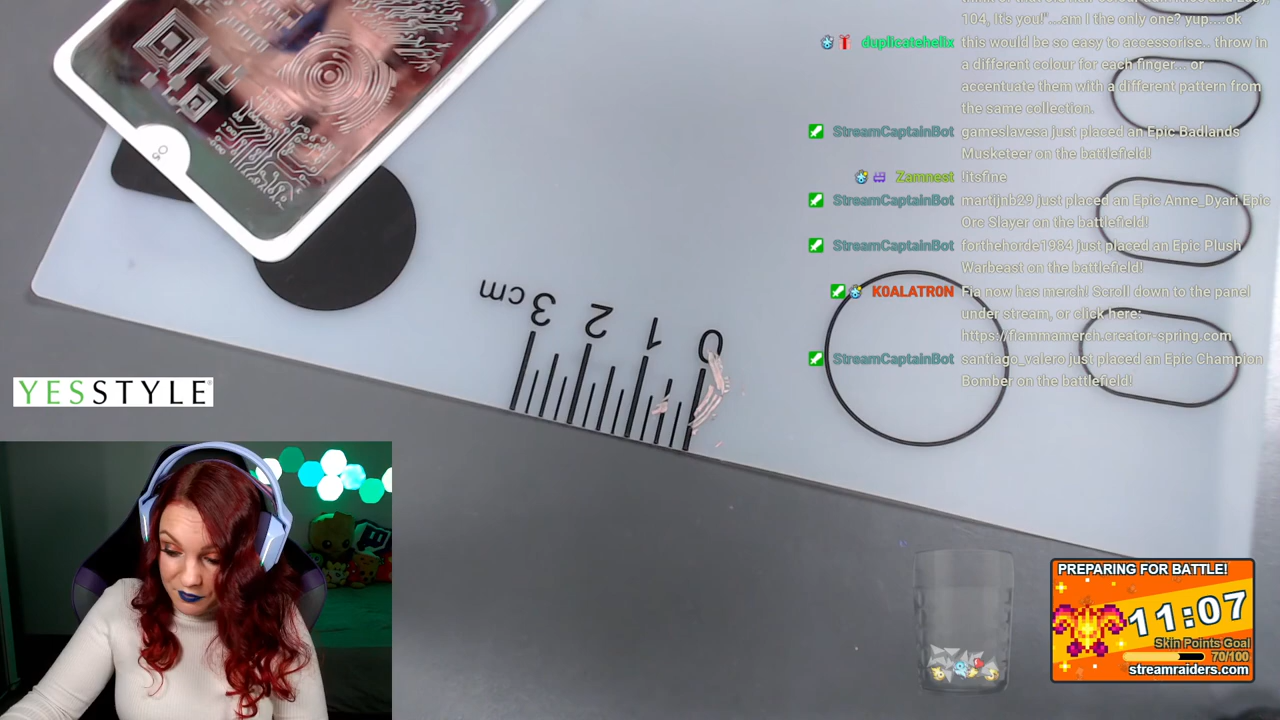 104, It's you!"...am I the only one? yup....ok
duplicatehelix this would be so easy to accessorise.. throw in
a different colour for each finger... or
accentuate them with a different pattern from
the same collection.
StreamCaptainBot gameslavesa just placed an Epic Badlands
Musketeer on the battlefield!
Zamnest Iitsfine
StreamCaptainBot martijnb29 just placed an Epic Anne_Dyari Epic
Orc Slayer on the battlefield!
StreamCaptainBot forthehorde1984 just placed an Epic Plush
Warbeast on the battlefield!
K0ALATR0N Fia now has merch! Scroll down to the panel
under stream, or click here:
https://fiammamerch.creator-spring.com
StreamCaptainBot santiago_valero just placed an Epic Champion
Bomber on the battlefield!
cm 3 2 1 0
YESSTYLE
PREPARING FOR BATTLE!
11:07
Skin Points Goal
70/100
streamraiders.com